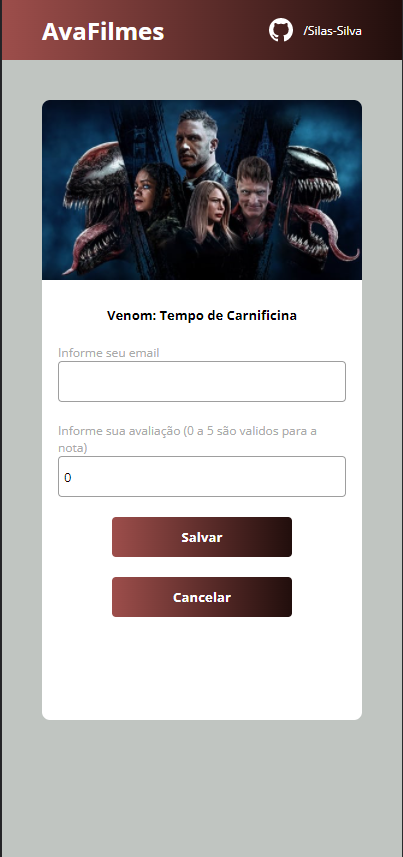 AvaFilmes
/Silas-Silva
Venom: Tempo de Carnificina
Informe seu email
Informe sua avaliação (0 a 5 são validos para a
nota)
0
Salvar
Cancelar